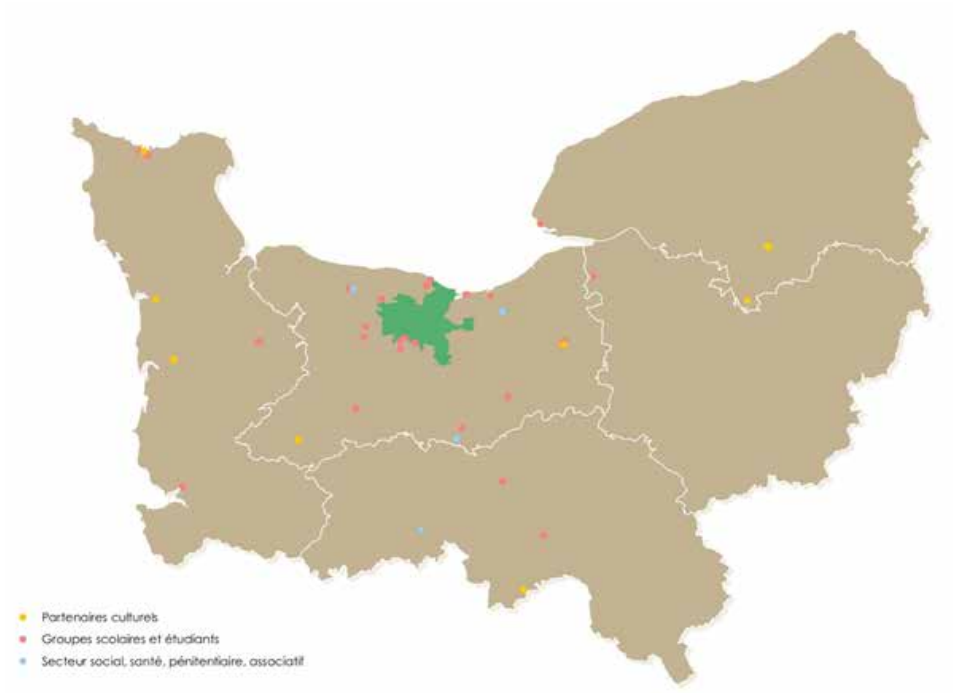 Partenaires culturels
Groupes scolaires et étudiants
Secteur social, santé, pénitentiaire, associatif